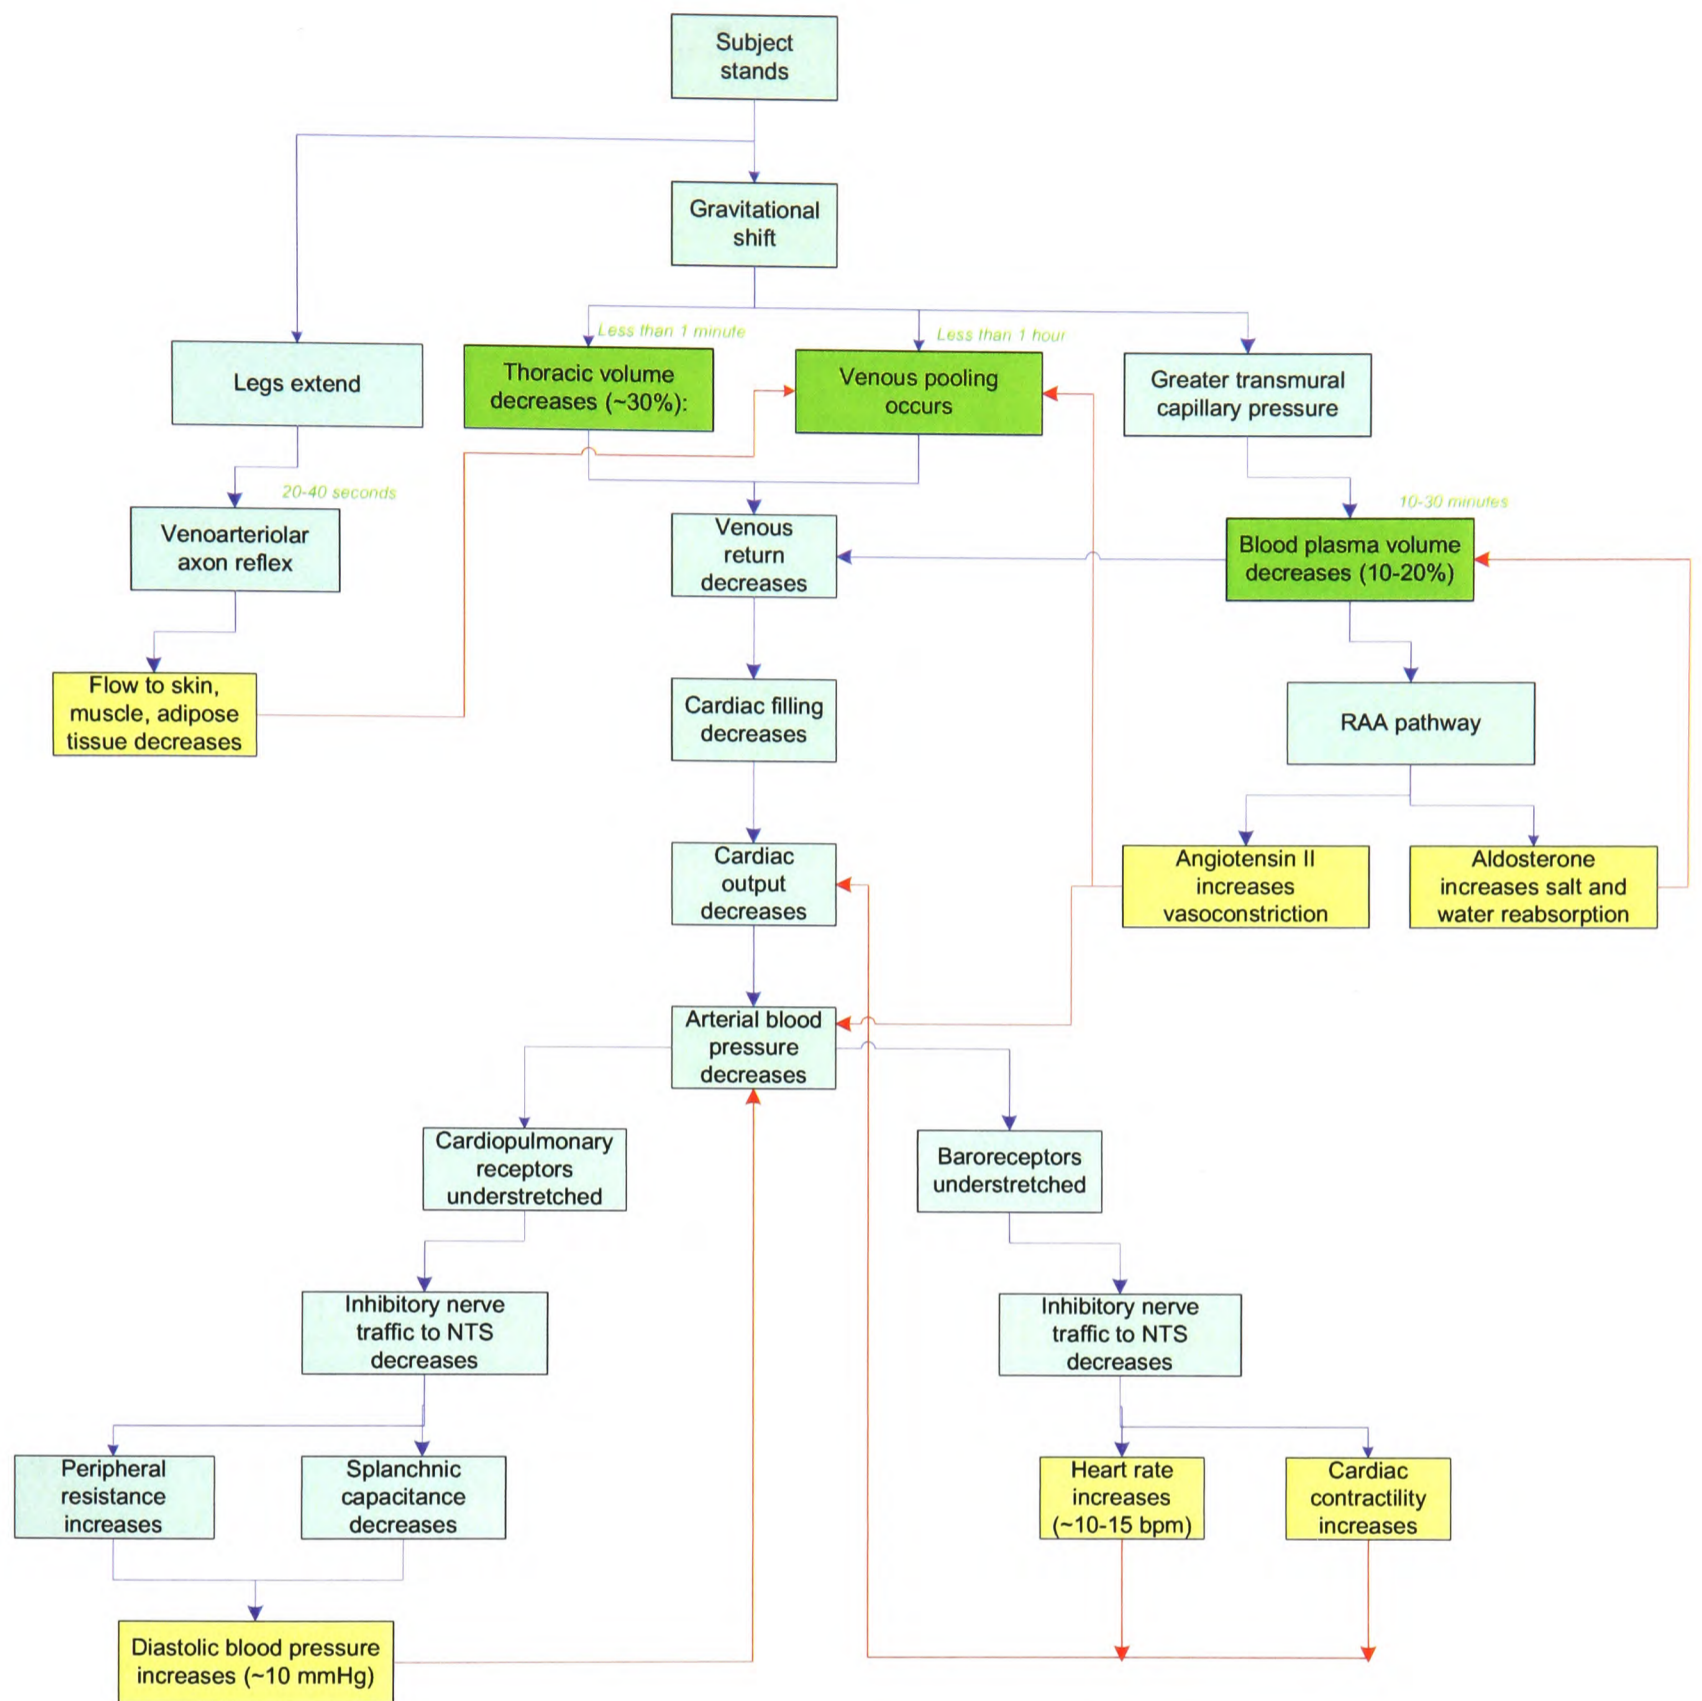 Subject
stands
Gravitational
shift
Less than 1 minute
Less than 1 hour
Legs extend
Thoracic volume
decreases (~30%):
Venous pooling
occurs
Greater transmural
capillary pressure
20-40 seconds
10-30 minutes
Venoarteriolar
axon reflex
Venous
return
decreases
Blood plasma volume
decreases (10-20%)
Flow to skin,
muscle, adipose
tissue decreases
Cardiac filling
decreases
RAA pathway
Cardiac
output
decreases
Angiotensin II
increases
vasoconstriction
Aldosterone
increases salt and
water reabsorption
Arterial blood
pressure
decreases
Cardiopulmonary
receptors
understretched
Baroreceptors
understretched
Inhibitory nerve
traffic to NTS
decreases
Inhibitory nerve
traffic to NTS
decreases
Peripheral
resistance
increases
Splanchnic
capacitance
decreases
Heart rate
increases
(~10-15 bpm)
Cardiac
contractility
increases
Diastolic blood pressure
increases (~10 mmHg)